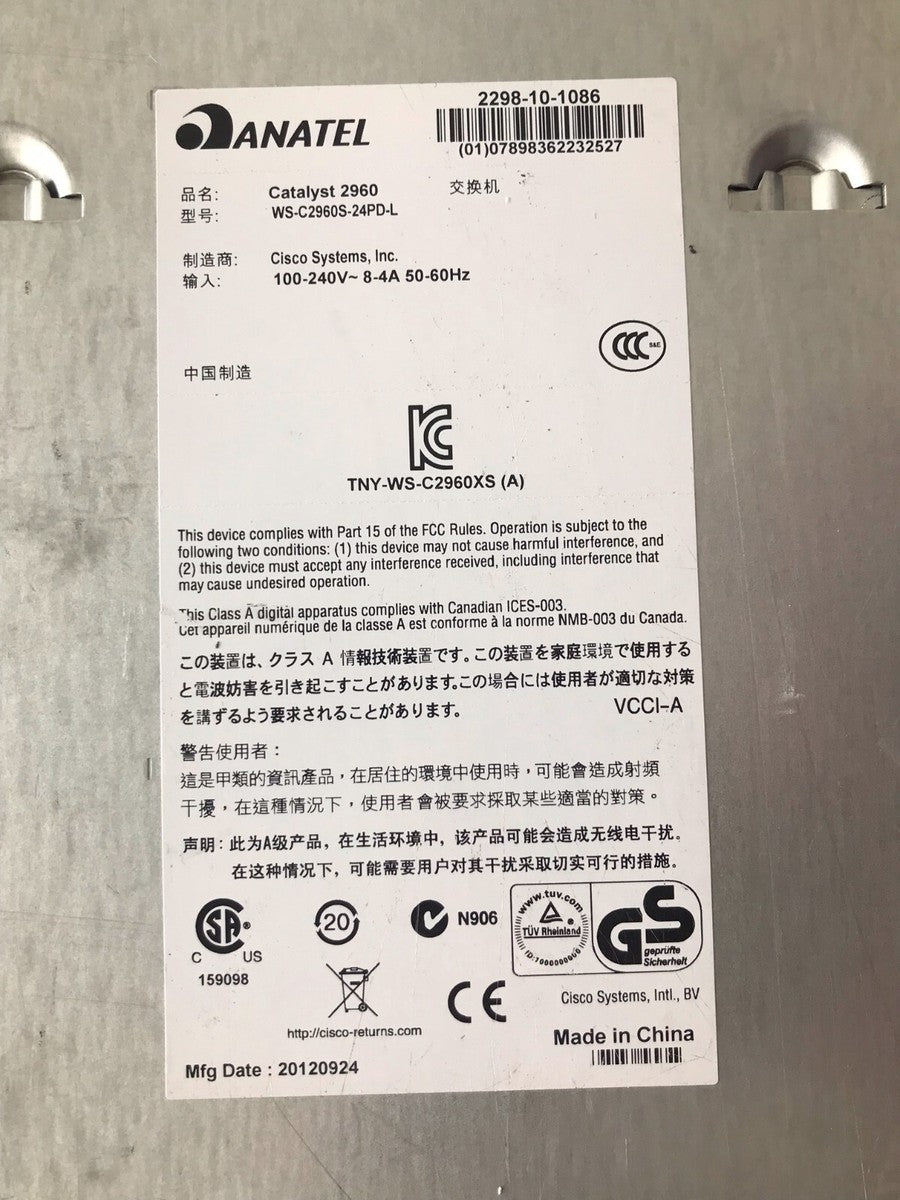 ANATEL
2298-10-1086
(01)07898362232527
品名: Catalyst 2960 交换机
型号: WS-C2960S-24PD-L
制造商: Cisco Systems, Inc.
输入: 100-240V~ 8-4A 50-60Hz
CCC S&E
中国制造
KC
TNY-WS-C2960XS (A)
This device complies with Part 15 of the FCC Rules. Operation is subject to the
following two conditions: (1) this device may not cause harmful interference, and
(2) this device must accept any interference received, including interference that
may cause undesired operation.
This Class A digital apparatus complies with Canadian ICES-003.
Cet appareil numérique de la classe A est conforme à la norme NMB-003 du Canada.
この装置は、クラス A 情報技術装置です。この装置を家庭環境で使用する
と電波妨害を引き起こすことがあります。この場合には使用者が適切な対策
を講ずるよう要求されることがあります。 VCCI-A
警告使用者：
這是甲類的資訊產品，在居住的環境中使用時，可能會造成射頻
干擾，在這種情況下，使用者會被要求採取某些適當的對策。
声明：此为A级产品，在生活环境中，该产品可能会造成无线电干扰。
在这种情况下，可能需要用户对其干扰采取切实可行的措施。
SA ®
C US
159098
20
N906
www.tuv.com
TÜV Rheinland
ID:1000000000
GS
geprüfte
Sicherheit
http://cisco-returns.com
CE
Cisco Systems, Intl., BV
Made in China
Mfg Date : 20120924